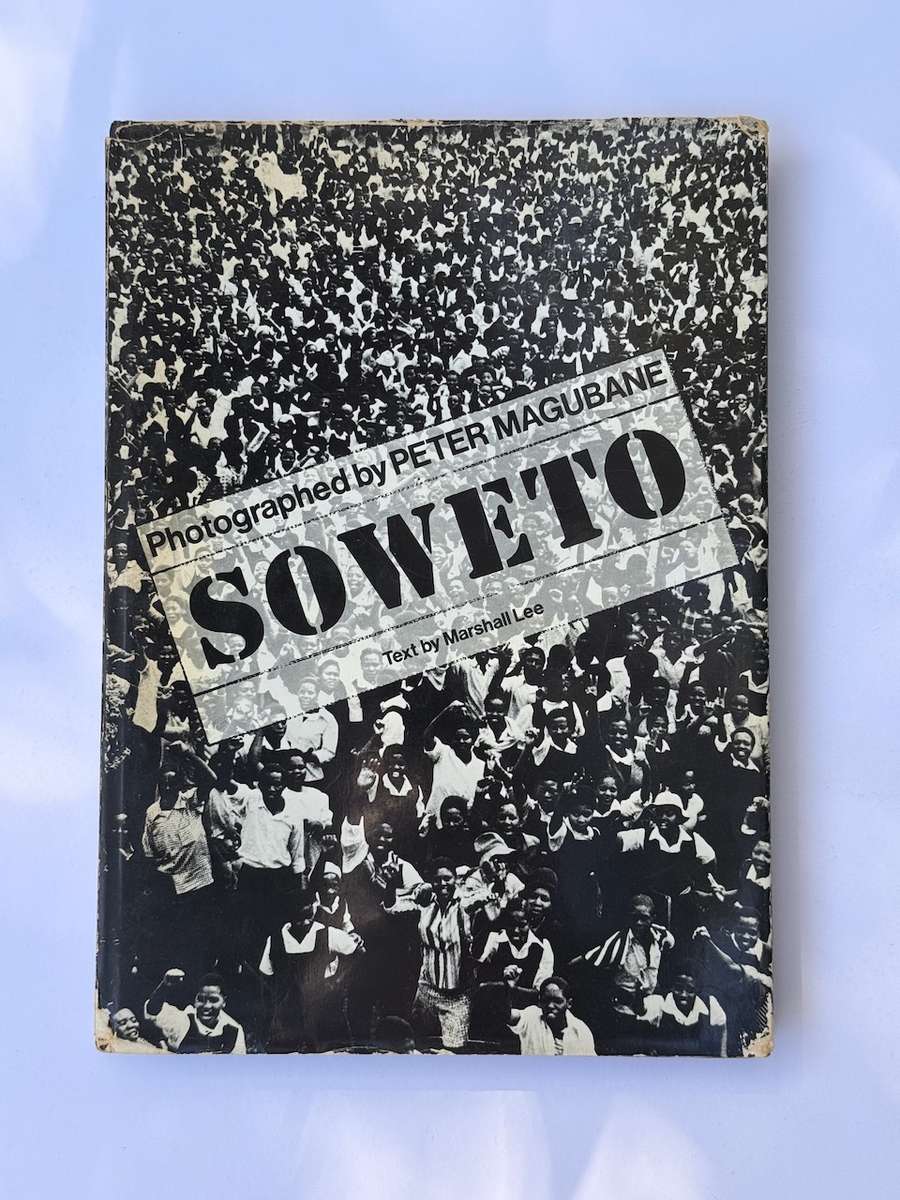 Photographed by PETER MAGUBANE
SOWETO
Text by Marshall Lee